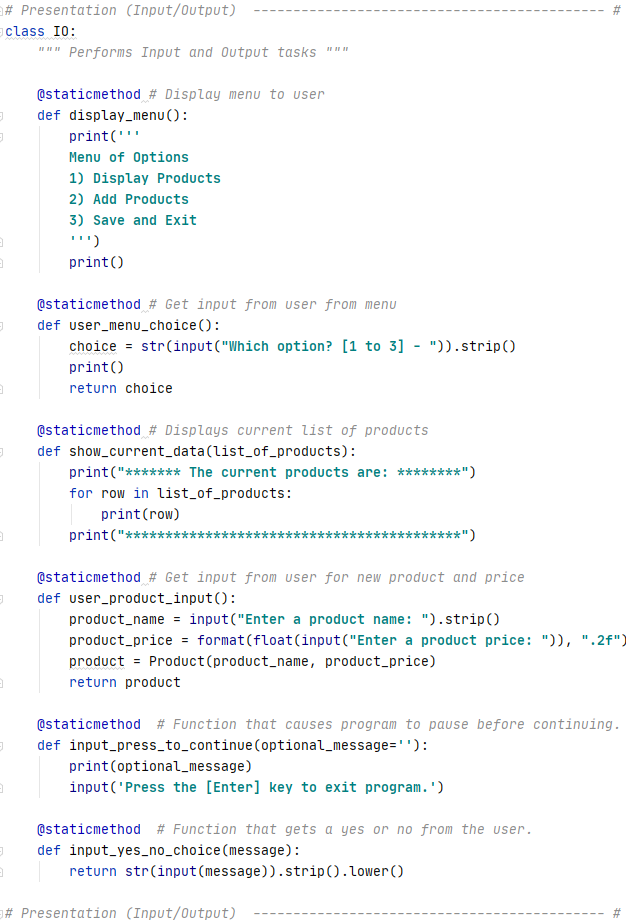 # Presentation (Input/Output)  -------------------------------------------- #
class IO:
    """ Performs Input and Output tasks """

    @staticmethod # Display menu to user
    def display_menu():
        print('''
        Menu of Options
        1) Display Products
        2) Add Products
        3) Save and Exit
        ''')
        print()

    @staticmethod # Get input from user from menu
    def user_menu_choice():
        choice = str(input("Which option? [1 to 3] - ")).strip()
        print()
        return choice

    @staticmethod # Displays current list of products
    def show_current_data(list_of_products):
        print("******* The current products are: ********")
        for row in list_of_products:
            print(row)
        print("******************************************")

    @staticmethod # Get input from user for new product and price
    def user_product_input():
        product_name = input("Enter a product name: ").strip()
        product_price = format(float(input("Enter a product price: ")), ".2f")
        product = Product(product_name, product_price)
        return product

    @staticmethod  # Function that causes program to pause before continuing.
    def input_press_to_continue(optional_message=''):
        print(optional_message)
        input('Press the [Enter] key to exit program.')

    @staticmethod  # Function that gets a yes or no from the user.
    def input_yes_no_choice(message):
        return str(input(message)).strip().lower()

# Presentation (Input/Output)  -------------------------------------------- #